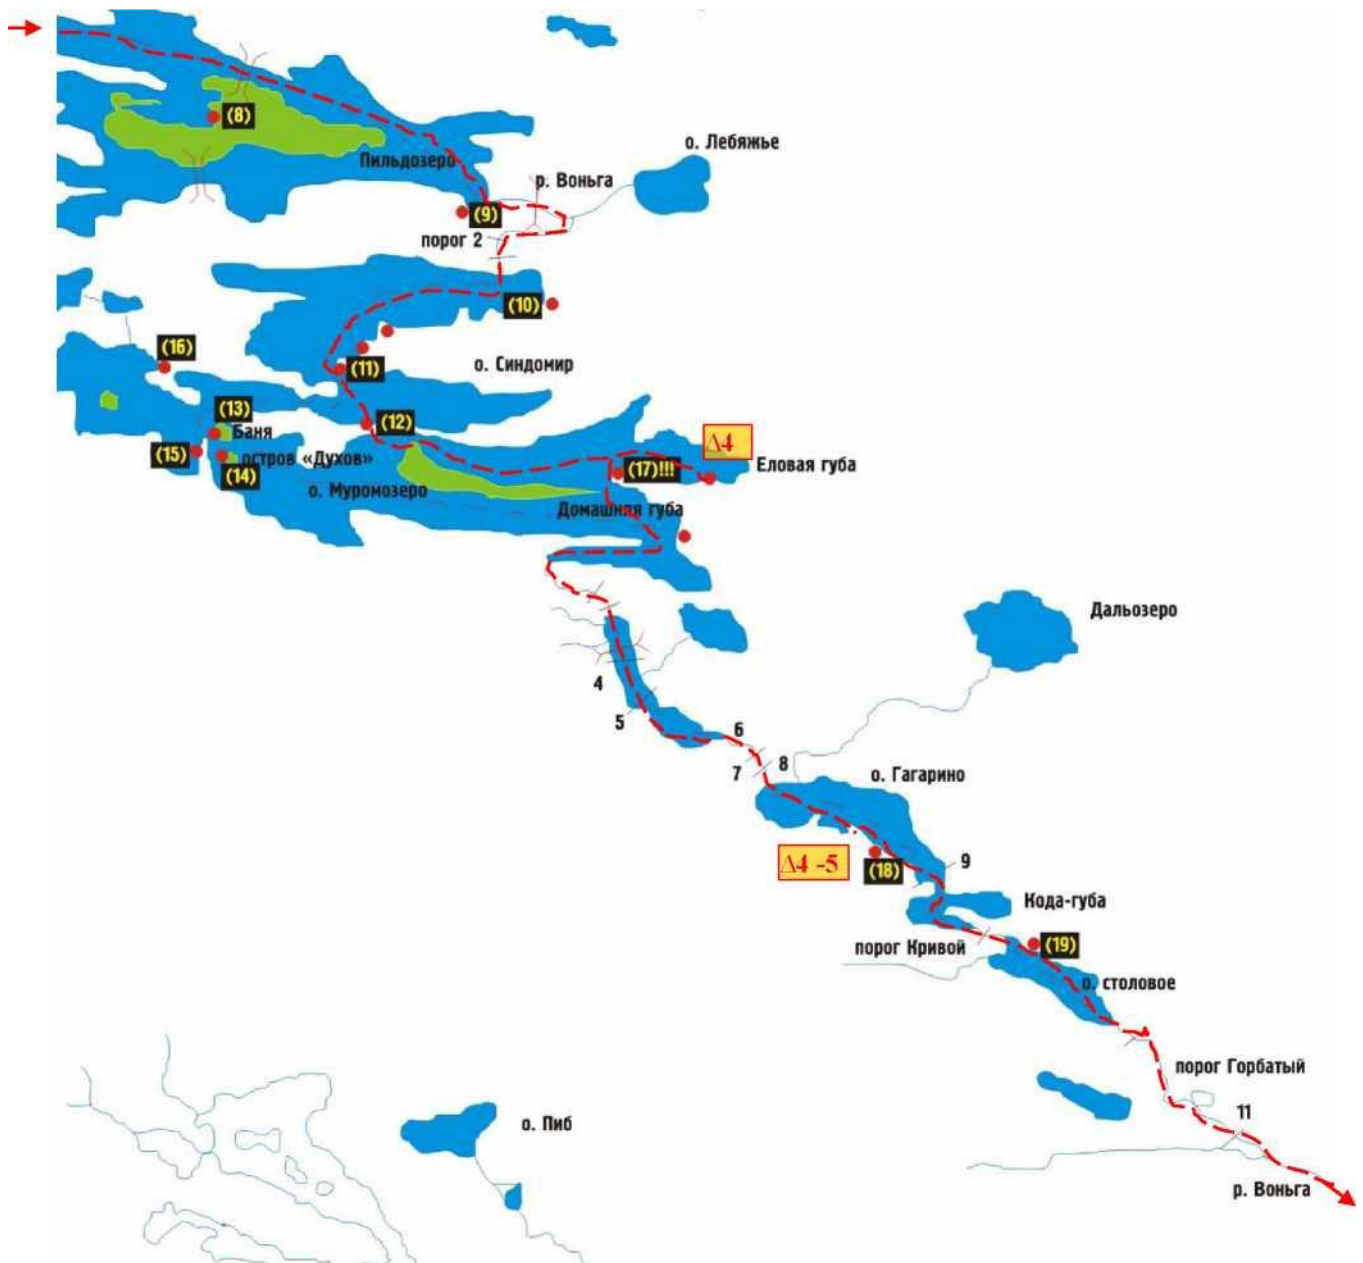 (8)
о. Лебяжье
Пильдозеро
р. Воньга
(9)
порог 2
(10)
(16)
(11)
о. Синдомир
(13)
Баня
(12)
Δ4
(15)
остров «Духов»
(14)
(17)!!!
Еловая губа
о. Муромозеро
Домашняя губа
Дальозеро
4
5
6
7
8
о. Гагарино
Δ4 -5
(18)
9
Кода-губа
порог Кривой
(19)
о. столовое
порог Горбатый
11
о. Пиб
р. Воньга